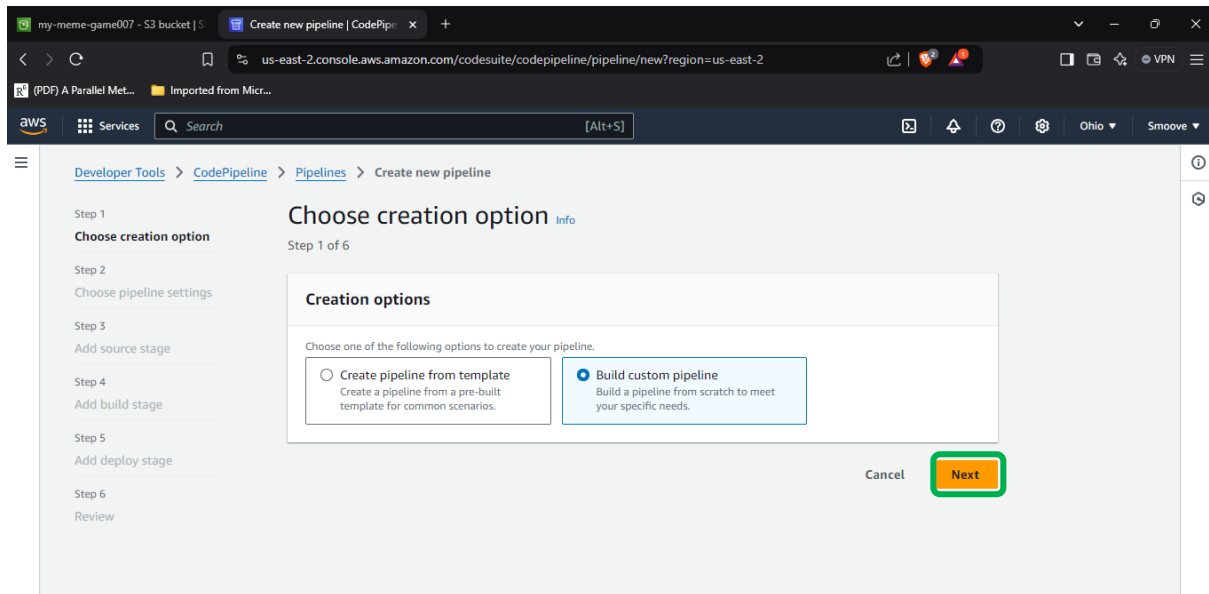 my-meme-game007 - S3 bucket | S
Create new pipeline | CodePipe
us-east-2.console.aws.amazon.com/codesuite/codepipeline/pipeline/new?region=us-east-2
2
VPN
R⁶ (PDF) A Parallel Met...
Imported from Micr...
aws
Services
Search
[Alt+S]
Ohio
Smoove
Developer Tools > CodePipeline > Pipelines > Create new pipeline
Step 1
Choose creation option
Step 2
Choose pipeline settings
Step 3
Add source stage
Step 4
Add build stage
Step 5
Add deploy stage
Step 6
Review
Choose creation option Info
Step 1 of 6
Creation options
Choose one of the following options to create your pipeline.
Create pipeline from template
Create a pipeline from a pre-built
template for common scenarios.
Build custom pipeline
Build a pipeline from scratch to meet
your specific needs.
Cancel
Next